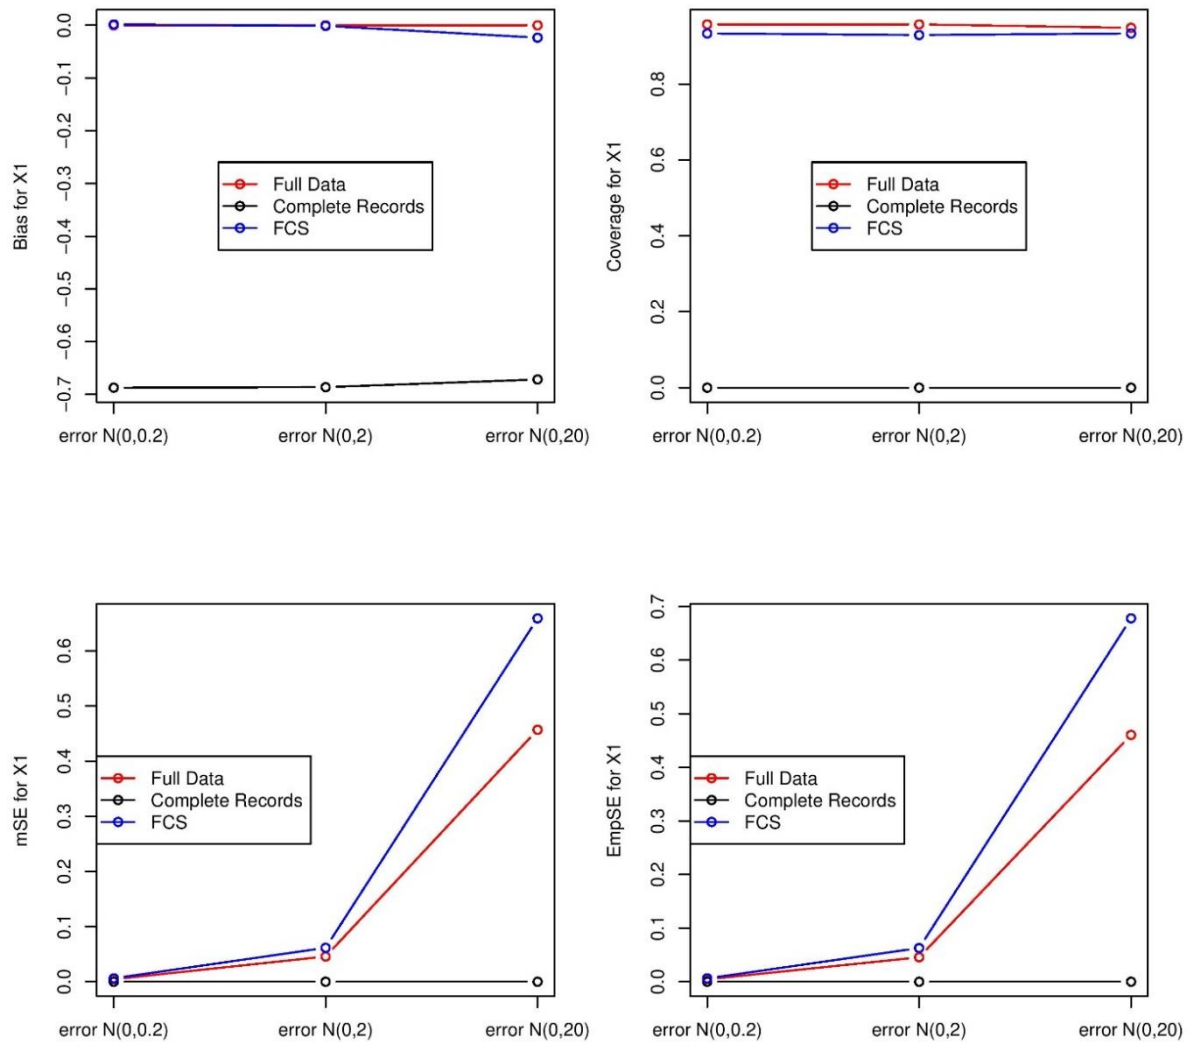 Bias for X1
0.0
−0.1
−0.2
−0.3
−0.4
−0.5
−0.6
−0.7
Full Data
Complete Records
FCS
error N(0,0.2)
error N(0,2)
error N(0,20)
Coverage for X1
0.8
0.6
0.4
0.2
0.0
Full Data
Complete Records
FCS
error N(0,0.2)
error N(0,2)
error N(0,20)
mSE for X1
0.6
0.5
0.4
0.3
0.2
0.1
0.0
Full Data
Complete Records
FCS
error N(0,0.2)
error N(0,2)
error N(0,20)
EmpSE for X1
0.7
0.6
0.5
0.4
0.3
0.2
0.1
0.0
Full Data
Complete Records
FCS
error N(0,0.2)
error N(0,2)
error N(0,20)